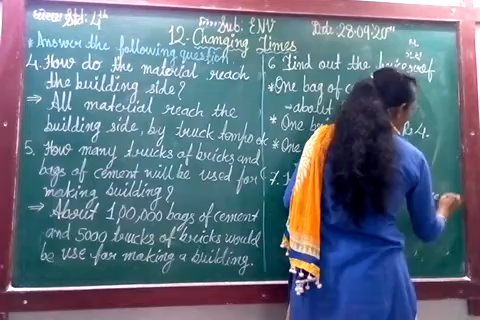 Std: 4th
Sub: ENV
Date 28.09.20
12. Changing Times
* Answer the following question
4. How do the material reach
the building side?
⇒ All material reach the
building side, by truck tempo
5. How many trucks of bricks and
bags of cement will be used for
making building?
⇒ About 1,00,000 bags of cement
and 5000 trucks of bricks would
be use for making a building.
6 Find out the price of
* One bag of
→ about
* One
Rs 4.
* One
7.